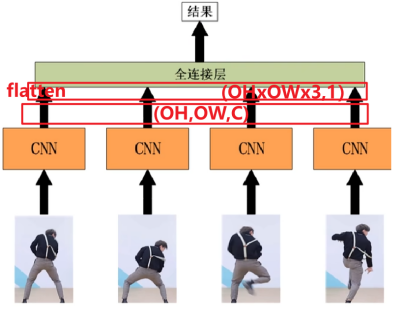 结果
全连接层
flatten
(OHxOWx3,1)
(OH,OW,C)
CNN
CNN
CNN
CNN